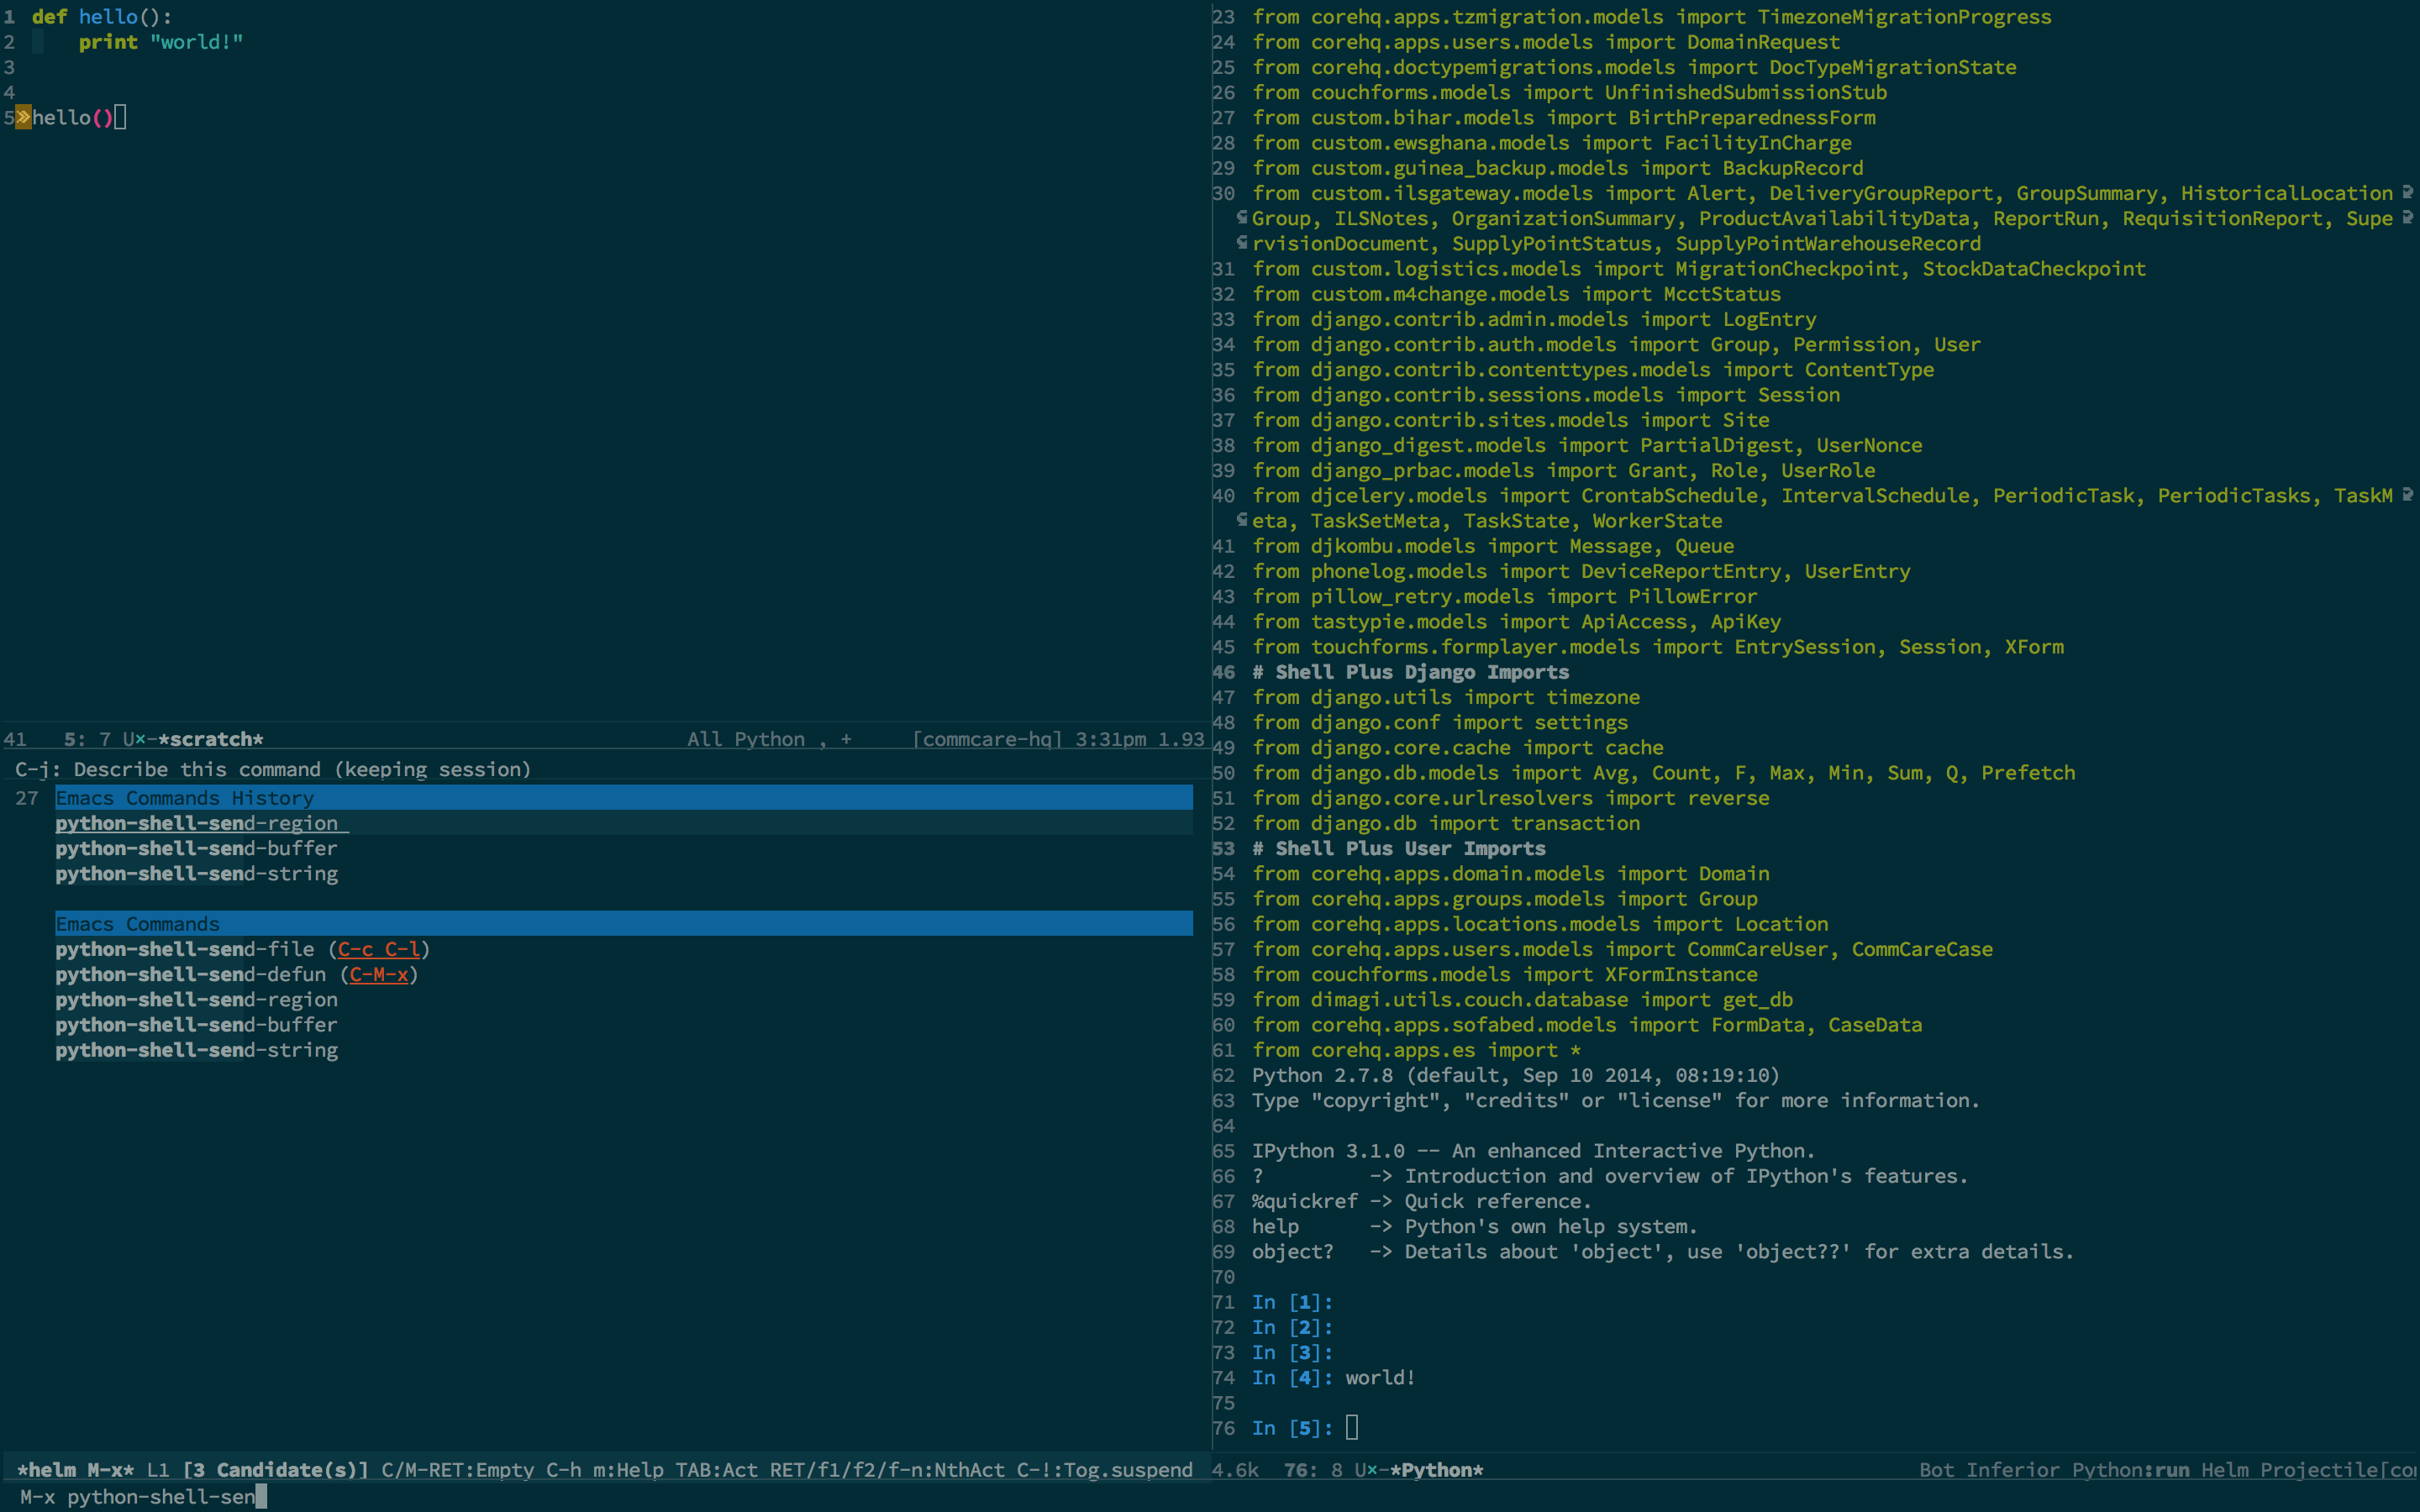 1 def hello():
2     print "world!"
3
4
5 hello()
41   5: 7 U×-*scratch*   All Python , +   [commcare-hq] 3:31pm 1.93
C-j: Describe this command (keeping session)
27 Emacs Commands History
python-shell-send-region
python-shell-send-buffer
python-shell-send-string
Emacs Commands
python-shell-send-file (C-c C-l)
python-shell-send-defun (C-M-x)
python-shell-send-region
python-shell-send-buffer
python-shell-send-string
*helm M-x* L1 [3 Candidate(s)] C/M-RET:Empty C-h m:Help TAB:Act RET/f1/f2/f-n:NthAct C-!:Tog.suspend
M-x python-shell-sen
23 from corehq.apps.tzmigration.models import TimezoneMigrationProgress
24 from corehq.apps.users.models import DomainRequest
25 from corehq.doctypemigrations.models import DocTypeMigrationState
26 from couchforms.models import UnfinishedSubmissionStub
27 from custom.bihar.models import BirthPreparednessForm
28 from custom.ewsghana.models import FacilityInCharge
29 from custom.guinea_backup.models import BackupRecord
30 from custom.ilsgateway.models import Alert, DeliveryGroupReport, GroupSummary, HistoricalLocation
Group, ILSNotes, OrganizationSummary, ProductAvailabilityData, ReportRun, RequisitionReport, Supe
rvisionDocument, SupplyPointStatus, SupplyPointWarehouseRecord
31 from custom.logistics.models import MigrationCheckpoint, StockDataCheckpoint
32 from custom.m4change.models import McctStatus
33 from django.contrib.admin.models import LogEntry
34 from django.contrib.auth.models import Group, Permission, User
35 from django.contrib.contenttypes.models import ContentType
36 from django.contrib.sessions.models import Session
37 from django.contrib.sites.models import Site
38 from django_digest.models import PartialDigest, UserNonce
39 from django_prbac.models import Grant, Role, UserRole
40 from djcelery.models import CrontabSchedule, IntervalSchedule, PeriodicTask, PeriodicTasks, TaskM
eta, TaskSetMeta, TaskState, WorkerState
41 from djkombu.models import Message, Queue
42 from phonelog.models import DeviceReportEntry, UserEntry
43 from pillow_retry.models import PillowError
44 from tastypie.models import ApiAccess, ApiKey
45 from touchforms.formplayer.models import EntrySession, Session, XForm
46 # Shell Plus Django Imports
47 from django.utils import timezone
48 from django.conf import settings
49 from django.core.cache import cache
50 from django.db.models import Avg, Count, F, Max, Min, Sum, Q, Prefetch
51 from django.core.urlresolvers import reverse
52 from django.db import transaction
53 # Shell Plus User Imports
54 from corehq.apps.domain.models import Domain
55 from corehq.apps.groups.models import Group
56 from corehq.apps.locations.models import Location
57 from corehq.apps.users.models import CommCareUser, CommCareCase
58 from couchforms.models import XFormInstance
59 from dimagi.utils.couch.database import get_db
60 from corehq.apps.sofabed.models import FormData, CaseData
61 from corehq.apps.es import *
62 Python 2.7.8 (default, Sep 10 2014, 08:19:10)
63 Type "copyright", "credits" or "license" for more information.
64
65 IPython 3.1.0 -- An enhanced Interactive Python.
66 ?         -> Introduction and overview of IPython's features.
67 %quickref -> Quick reference.
68 help      -> Python's own help system.
69 object?   -> Details about 'object', use 'object??' for extra details.
70
71 In [1]:
72 In [2]:
73 In [3]:
74 In [4]: world!
75
76 In [5]:
4.6k  76: 8 U×-*Python*   Bot Inferior Python:run Helm Projectile[co